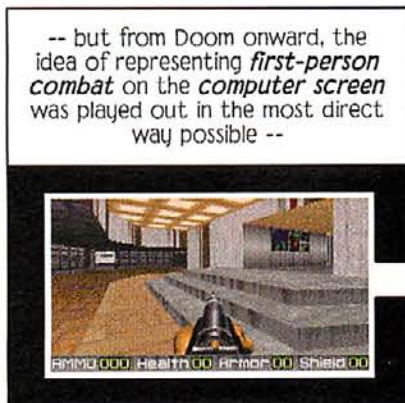 -- but from Doom onward, the
idea of representing first-person
combat on the computer screen
was played out in the most direct
way possible --
AMMO 000 Health 00 Armor 00 Shield 00